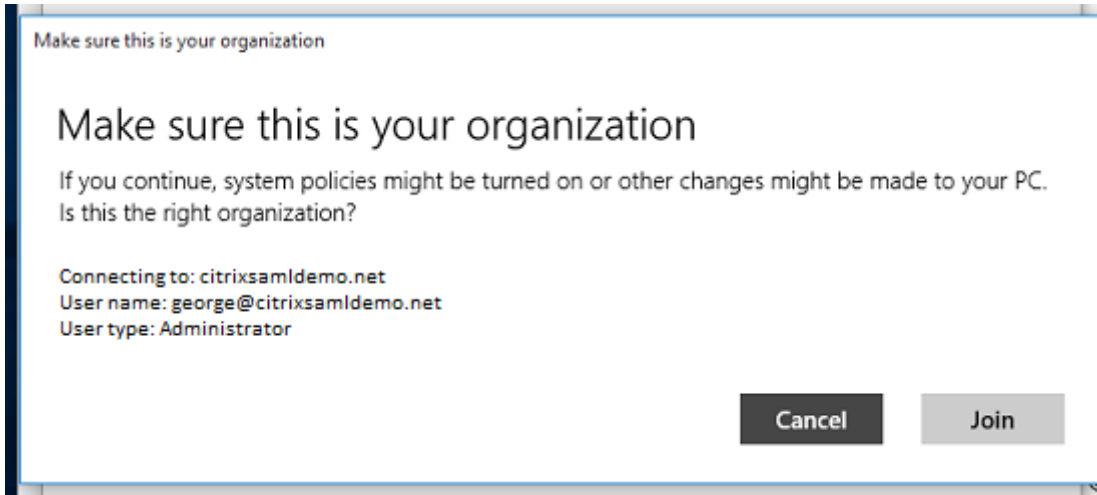 Make sure this is your organization
Make sure this is your organization
If you continue, system policies might be turned on or other changes might be made to your PC.
Is this the right organization?
Connecting to: citrixsamldemo.net
User name: george@citrixsamldemo.net
User type: Administrator
Cancel
Join